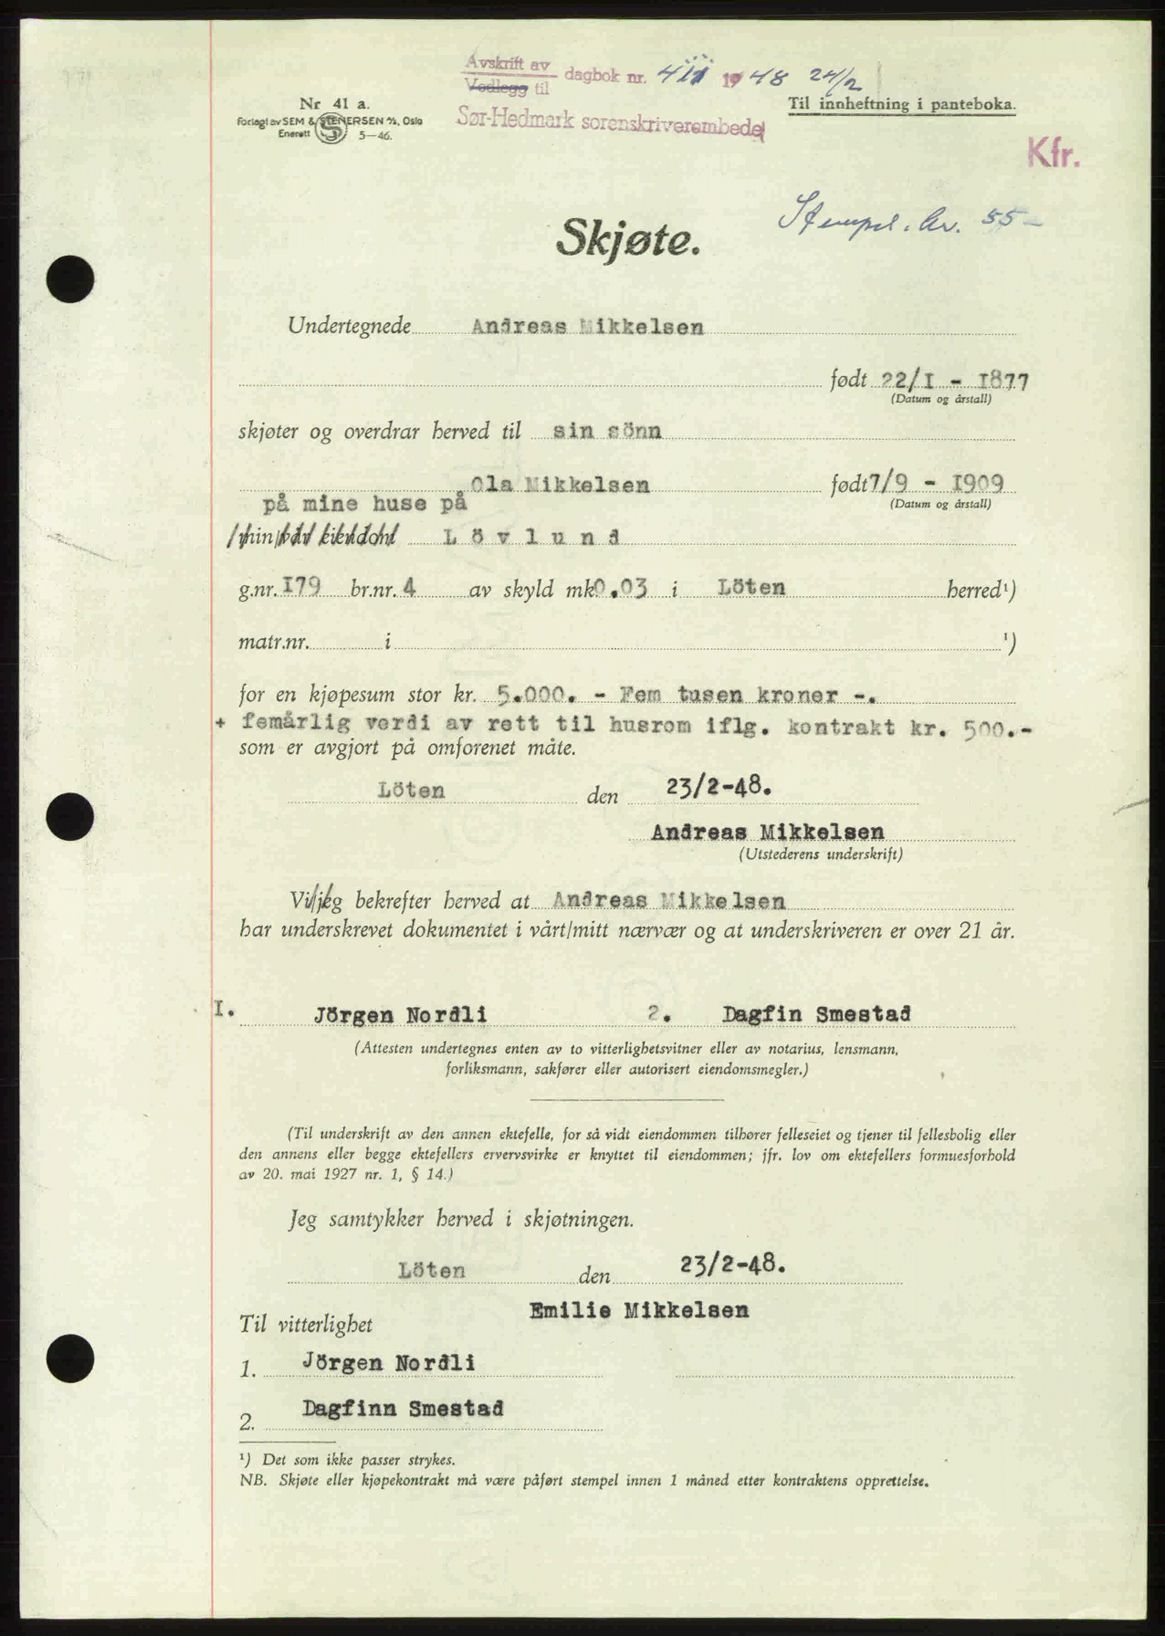 Avskrift av
Vedlegg til dagbok nr. 411 1948 24/2
Sør-Hedmark sorenskriverembede
Nr 41 a.
Forlagt av SEM & STENERSEN A/S, Oslo
Enerett 5-46.
Til innheftning i panteboka.
Kfr.
Stempel. kr. 55-
Skjøte.
Undertegnede Andreas Mikkelsen
født 22/1 - 1877
(Datum og årstall)
skjøter og overdrar herved til sin sönn
Ola Mikkelsen født 7/9 - 1909
(Datum og årstall)
på mine huse på
Lövlund
g.nr. 179 br.nr. 4 av skyld mk 0.03 i Löten herred¹)
matr.nr. i ¹)
for en kjøpesum stor kr. 5.000. - Fem tusen kroner -.
+ femårlig verdi av rett til husrom iflg. kontrakt kr. 500.-
som er avgjort på omforenet måte.
Löten den 23/2-48.
Andreas Mikkelsen
(Utstederens underskrift)
Vi/jeg bekrefter herved at Andreas Mikkelsen
har underskrevet dokumentet i vårt/mitt nærvær og at underskriveren er over 21 år.
I. Jörgen Nordli 2. Dagfin Smestad
(Attesten undertegnes enten av to vitterlighetsvitner eller av notarius, lensmann,
forliksmann, sakfører eller autorisert eiendomsmegler.)
(Til underskrift av den annen ektefelle, for så vidt eiendommen tilhører felleseiet og tjener til fellesbolig eller
den annens eller begge ektefellers ervervsvirke er knyttet til eiendommen; jfr. lov om ektefellers formuesforhold
av 20. mai 1927 nr. 1, § 14.)
Jeg samtykker herved i skjøtningen.
Löten den 23/2-48.
Emilie Mikkelsen
Til vitterlighet
1. Jörgen Nordli
2. Dagfinn Smestad
¹) Det som ikke passer strykes.
NB. Skjøte eller kjøpekontrakt må være påført stempel innen 1 måned etter kontraktens opprettelse.